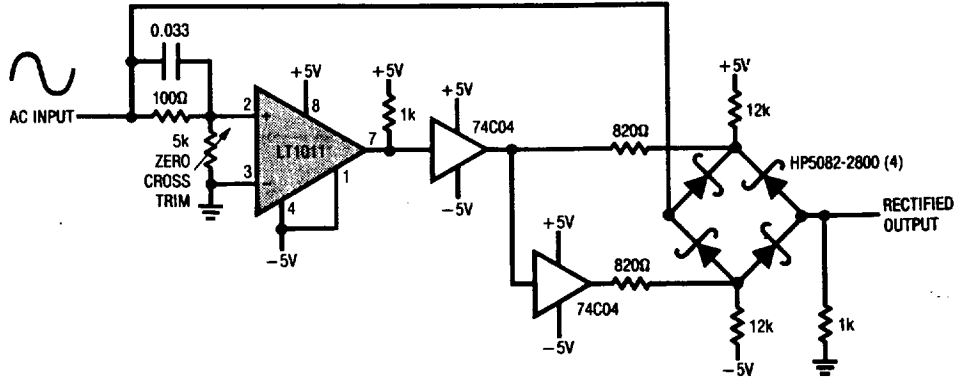 0.033
+5V
+5V
+5V
100Ω
8
1k
+5V
12k
AC INPUT
2
+
74C04
820Ω
5k
ZERO
CROSS
TRIM
LT1011
7
HP5082-2800 (4)
3
−
1
−5V
RECTIFIED
OUTPUT
4
−5V
+5V
820Ω
74C04
12k
1k
−5V
−5V